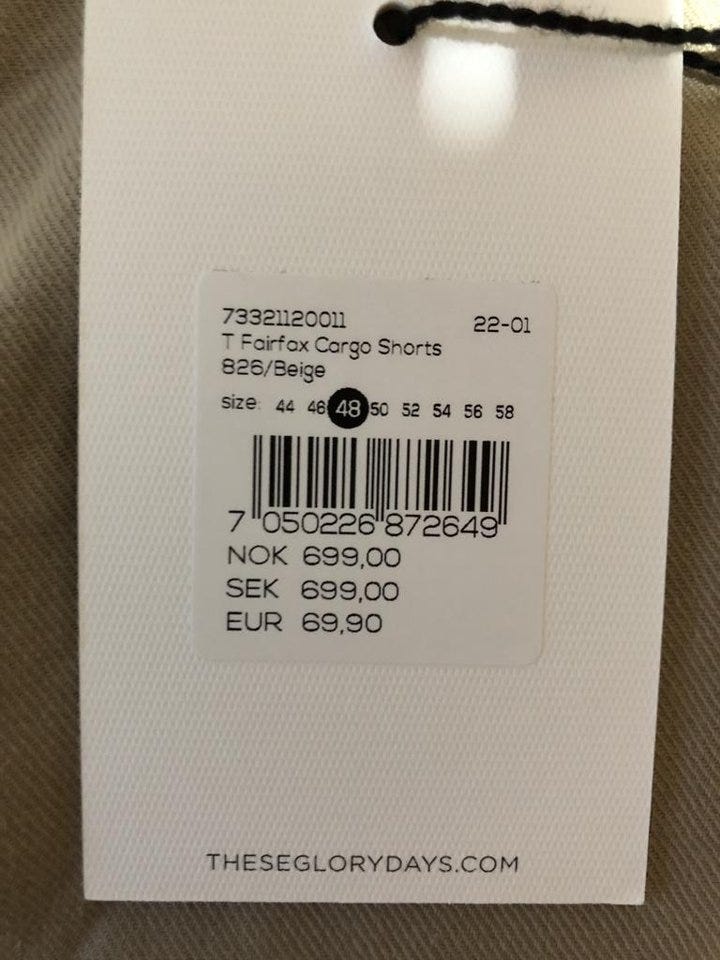 73321120011 22-01
T Fairfax Cargo Shorts
826/Beige
size: 44 46 48 50 52 54 56 58
7 050226 872649
NOK 699,00
SEK 699,00
EUR 69,90
THESEGLORYDAYS.COM